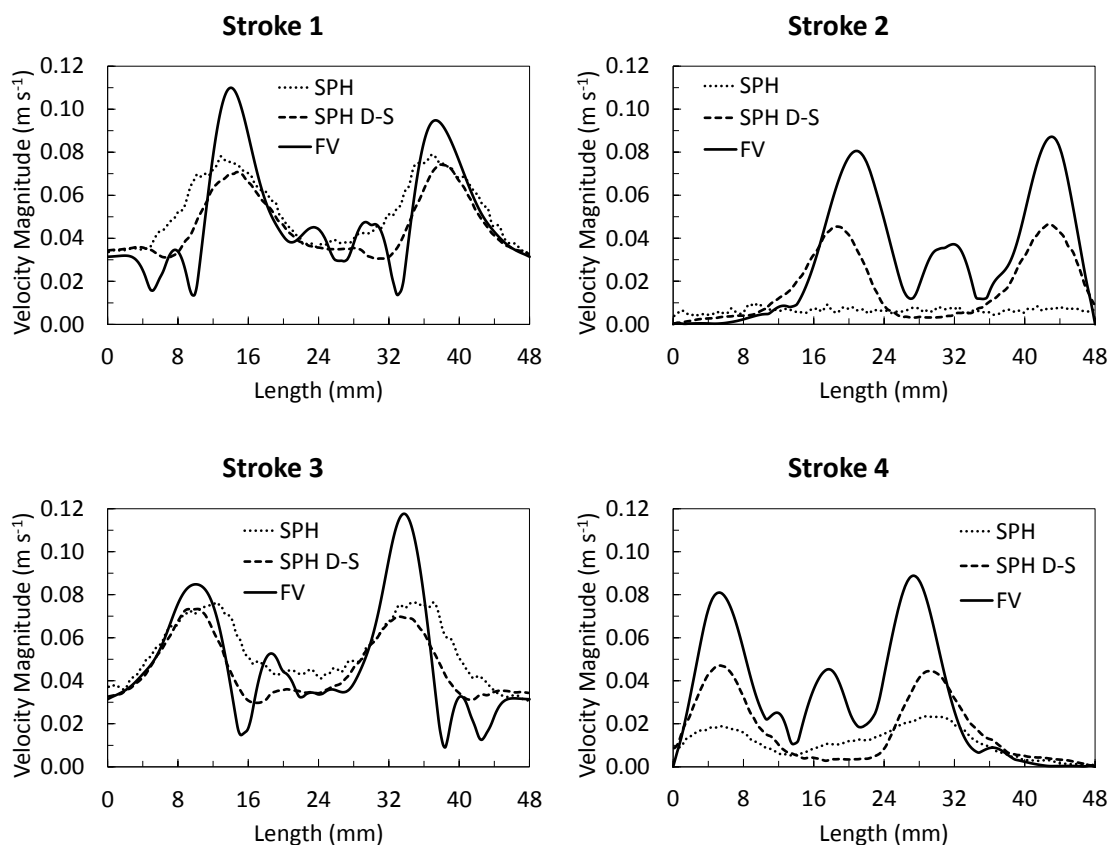 Stroke 1
Velocity Magnitude (m s⁻¹)
0.12
0.10
0.08
0.06
0.04
0.02
0.00
SPH
SPH D-S
FV
0 8 16 24 32 40 48
Length (mm)
Stroke 2
Velocity Magnitude (m s⁻¹)
0.12
0.10
0.08
0.06
0.04
0.02
0.00
SPH
SPH D-S
FV
0 8 16 24 32 40 48
Length (mm)
Stroke 3
Velocity Magnitude (m s⁻¹)
0.12
0.10
0.08
0.06
0.04
0.02
0.00
SPH
SPH D-S
FV
0 8 16 24 32 40 48
Length (mm)
Stroke 4
Velocity Magnitude (m s⁻¹)
0.12
0.10
0.08
0.06
0.04
0.02
0.00
SPH
SPH D-S
FV
0 8 16 24 32 40 48
Length (mm)